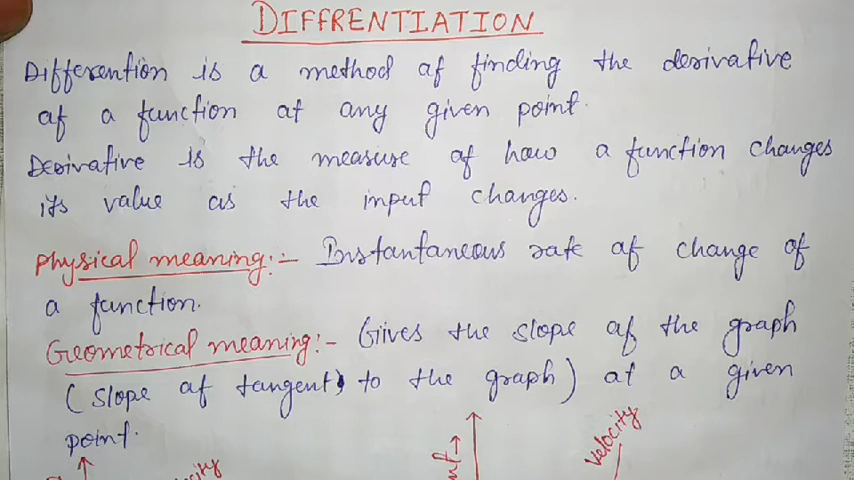 DIFFRENTIATION
Differention is a method of finding the derivative
of a function at any given point.
Derivative is the measure of how a function changes
its value as the input changes.
Physical meaning:- Instantaneous rate of change of
a function.
Geometrical meaning:- Gives the slope of the graph
(slope of tangent to the graph) at a given
point.
Velocity